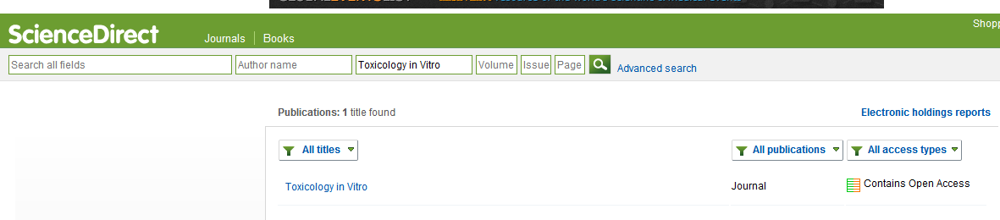 ScienceDirect
Journals Books
Search all fields Author name Toxicology in Vitro Volume Issue Page Advanced search
Publications: 1 title found Electronic holdings reports
All titles All publications All access types
Toxicology in Vitro Journal Contains Open Access